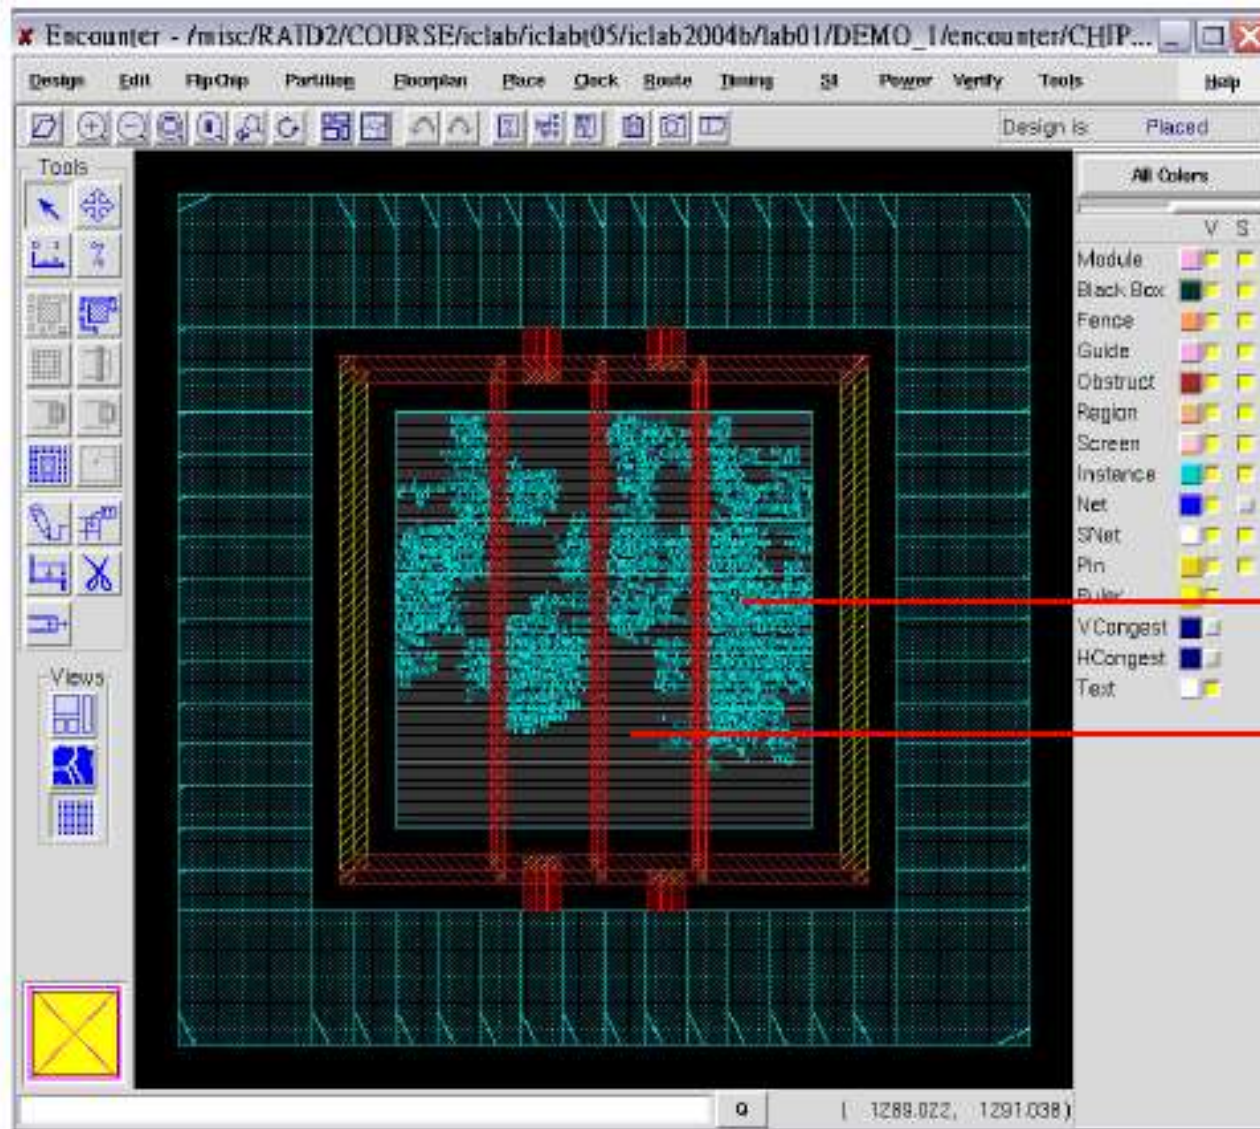 Encounter - /misc/RAID2/COURSE/iclab/iclabt05/iclab2004b/lab01/DEMO_1/encounter/CHIP...
Design Edit FlipChip Partition Floorplan Place Clock Route Timing SI Power Verify Tools Help
Design is: Placed
Tools
All Colors
V S
Module
Black Box
Fence
Guide
Obstruct
Region
Screen
Instance
Net
SNet
Pin
Ruler
VCongest
HCongest
Text
Views
Q ( 1289.022, 1291.038)